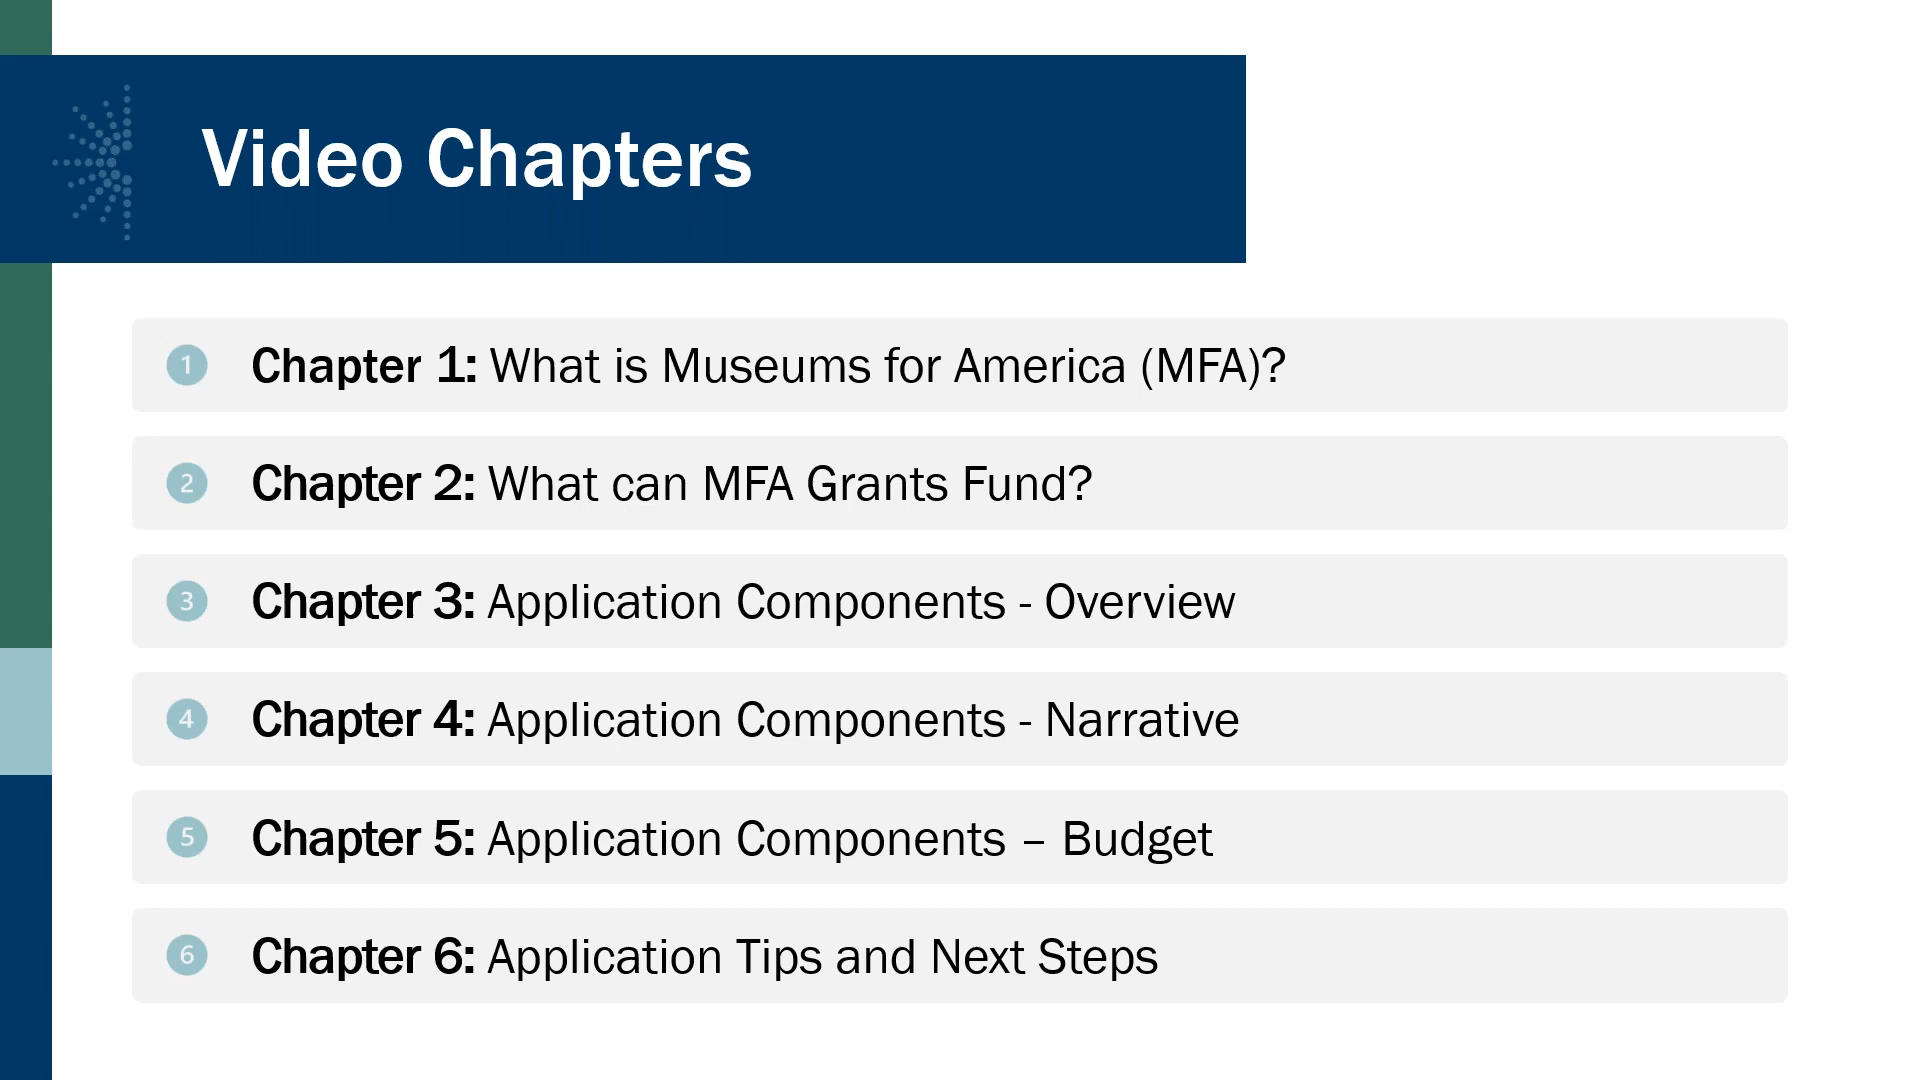 Video Chapters
1 Chapter 1: What is Museums for America (MFA)?
2 Chapter 2: What can MFA Grants Fund?
3 Chapter 3: Application Components - Overview
4 Chapter 4: Application Components - Narrative
5 Chapter 5: Application Components – Budget
6 Chapter 6: Application Tips and Next Steps